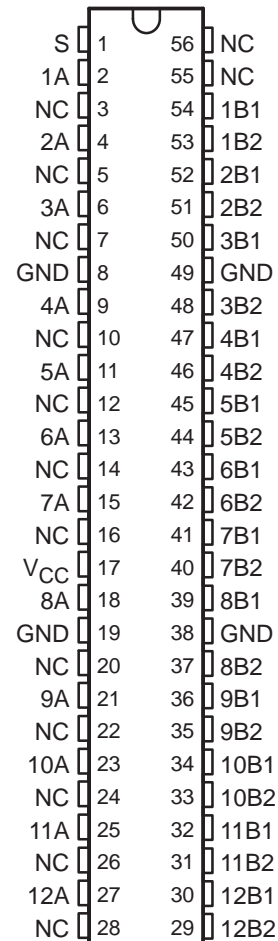 S 1 56 NC
1A 2 55 NC
NC 3 54 1B1
2A 4 53 1B2
NC 5 52 2B1
3A 6 51 2B2
NC 7 50 3B1
GND 8 49 GND
4A 9 48 3B2
NC 10 47 4B1
5A 11 46 4B2
NC 12 45 5B1
6A 13 44 5B2
NC 14 43 6B1
7A 15 42 6B2
NC 16 41 7B1
VCC 17 40 7B2
8A 18 39 8B1
GND 19 38 GND
NC 20 37 8B2
9A 21 36 9B1
NC 22 35 9B2
10A 23 34 10B1
NC 24 33 10B2
11A 25 32 11B1
NC 26 31 11B2
12A 27 30 12B1
NC 28 29 12B2